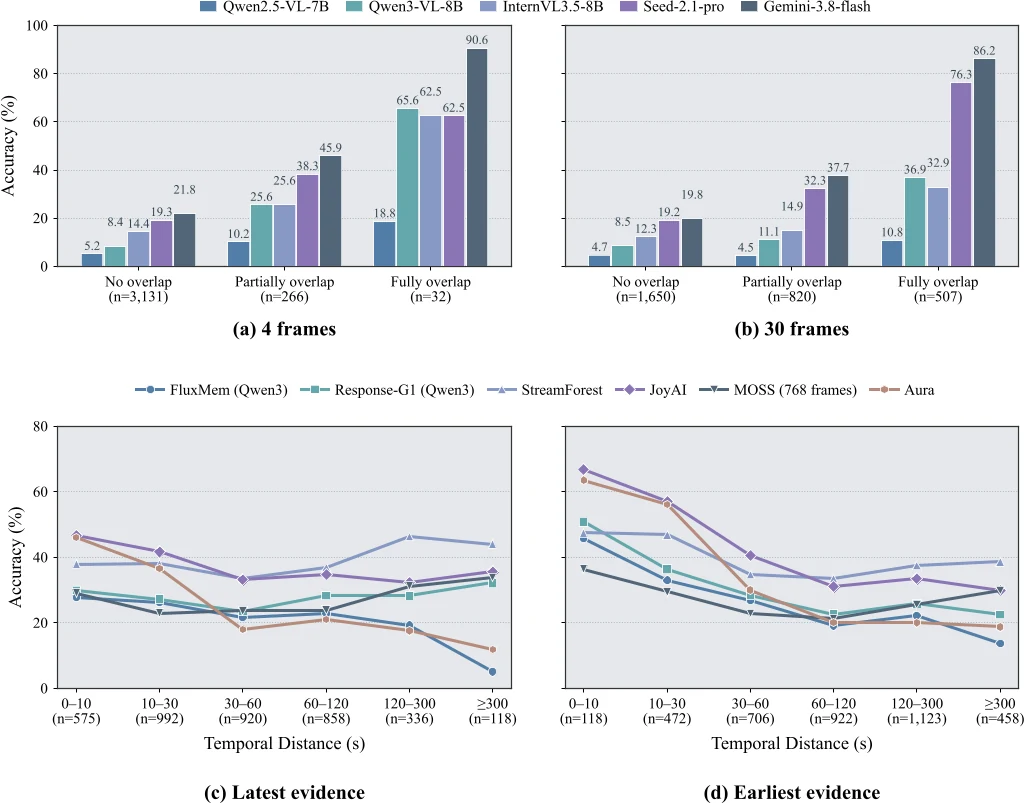 Qwen2.5-VL-7B Qwen3-VL-8B InternVL3.5-8B Seed-2.1-pro Gemini-3.8-flash
Accuracy (%)
100
80
60
40
20
0
5.2 8.4 14.4 19.3 21.8
10.2 25.6 25.6 38.3 45.9
18.8 65.6 62.5 62.5 90.6
No overlap Partially overlap Fully overlap
(n=3,131) (n=266) (n=32)
(a) 4 frames
4.7 8.5 12.3 19.2 19.8
4.5 11.1 14.9 32.3 37.7
10.8 36.9 32.9 76.3 86.2
No overlap Partially overlap Fully overlap
(n=1,650) (n=820) (n=507)
(b) 30 frames
FluxMem (Qwen3) Response-G1 (Qwen3) StreamForest JoyAI MOSS (768 frames) Aura
Accuracy (%)
80
60
40
20
0
0–10 10–30 30–60 60–120 120–300 ≥300
(n=575) (n=992) (n=920) (n=858) (n=336) (n=118)
Temporal Distance (s)
(c) Latest evidence
0–10 10–30 30–60 60–120 120–300 ≥300
(n=118) (n=472) (n=706) (n=922) (n=1,123) (n=458)
Temporal Distance (s)
(d) Earliest evidence